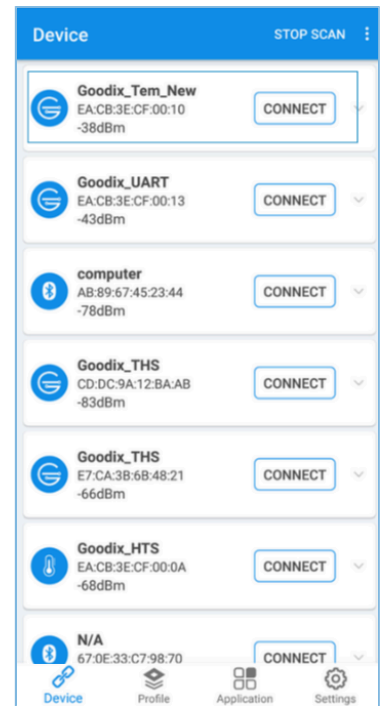 Device STOP SCAN
Goodix_Tem_New
EA:CB:3E:CF:00:10 CONNECT
-38dBm
Goodix_UART
EA:CB:3E:CF:00:13 CONNECT
-43dBm
computer
AB:89:67:45:23:44 CONNECT
-78dBm
Goodix_THS
CD:DC:9A:12:BA:AB CONNECT
-83dBm
Goodix_THS
E7:CA:3B:6B:48:21 CONNECT
-66dBm
Goodix_HTS
EA:CB:3E:CF:00:0A CONNECT
-68dBm
N/A
67:0E:33:C7:98:70 CONNECT
Device Profile Application Settings